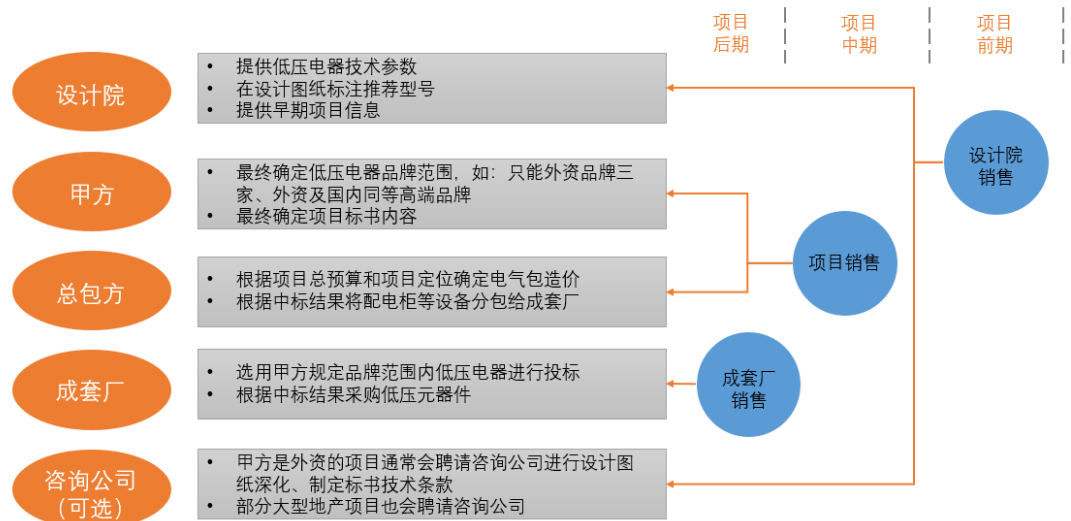 项目
后期
项目
中期
项目
前期
设计院
• 提供低压电器技术参数
• 在设计图纸标注推荐型号
• 提供早期项目信息
设计院
销售
甲方
• 最终确定低压电器品牌范围，如：只能外资品牌三
家、外资及国内同等高端品牌
• 最终确定项目标书内容
项目销售
总包方
• 根据项目总预算和项目定位确定电气包造价
• 根据中标结果将配电柜等设备分包给成套厂
成套厂
• 选用甲方规定品牌范围内低压电器进行投标
• 根据中标结果采购低压元器件
成套厂
销售
咨询公司
（可选）
• 甲方是外资的项目通常会聘请咨询公司进行设计图
纸深化、制定标书技术条款
• 部分大型地产项目也会聘请咨询公司